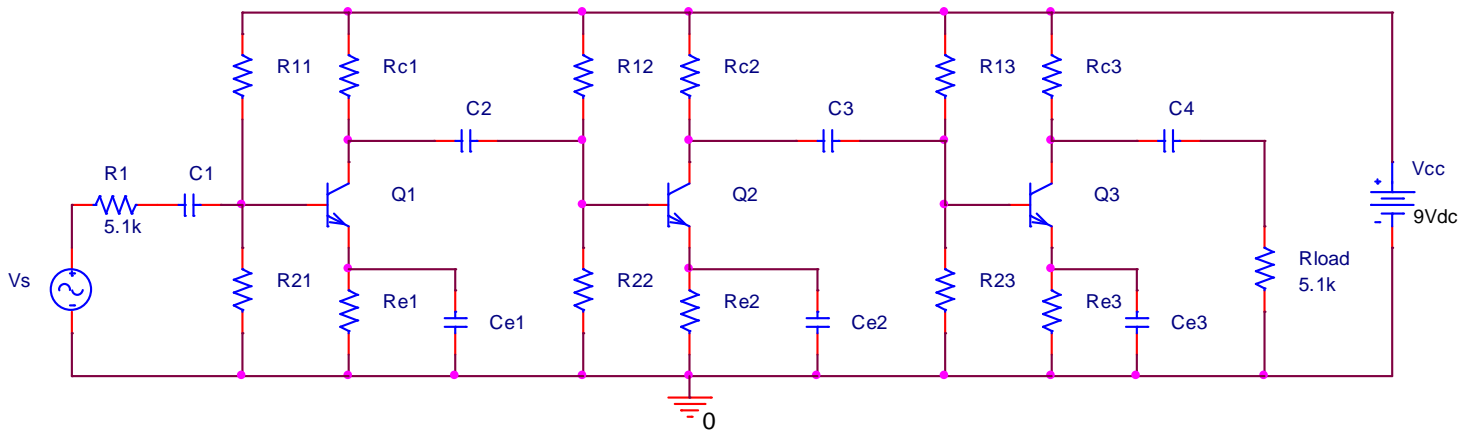 R11
Rc1
R12
Rc2
R13
Rc3
C2
C3
C4
R1
5.1k
C1
Q1
Q2
Q3
Vcc
+
-
9Vdc
Vs
+
-
R21
Re1
Ce1
R22
Re2
Ce2
R23
Re3
Ce3
Rload
5.1k
0